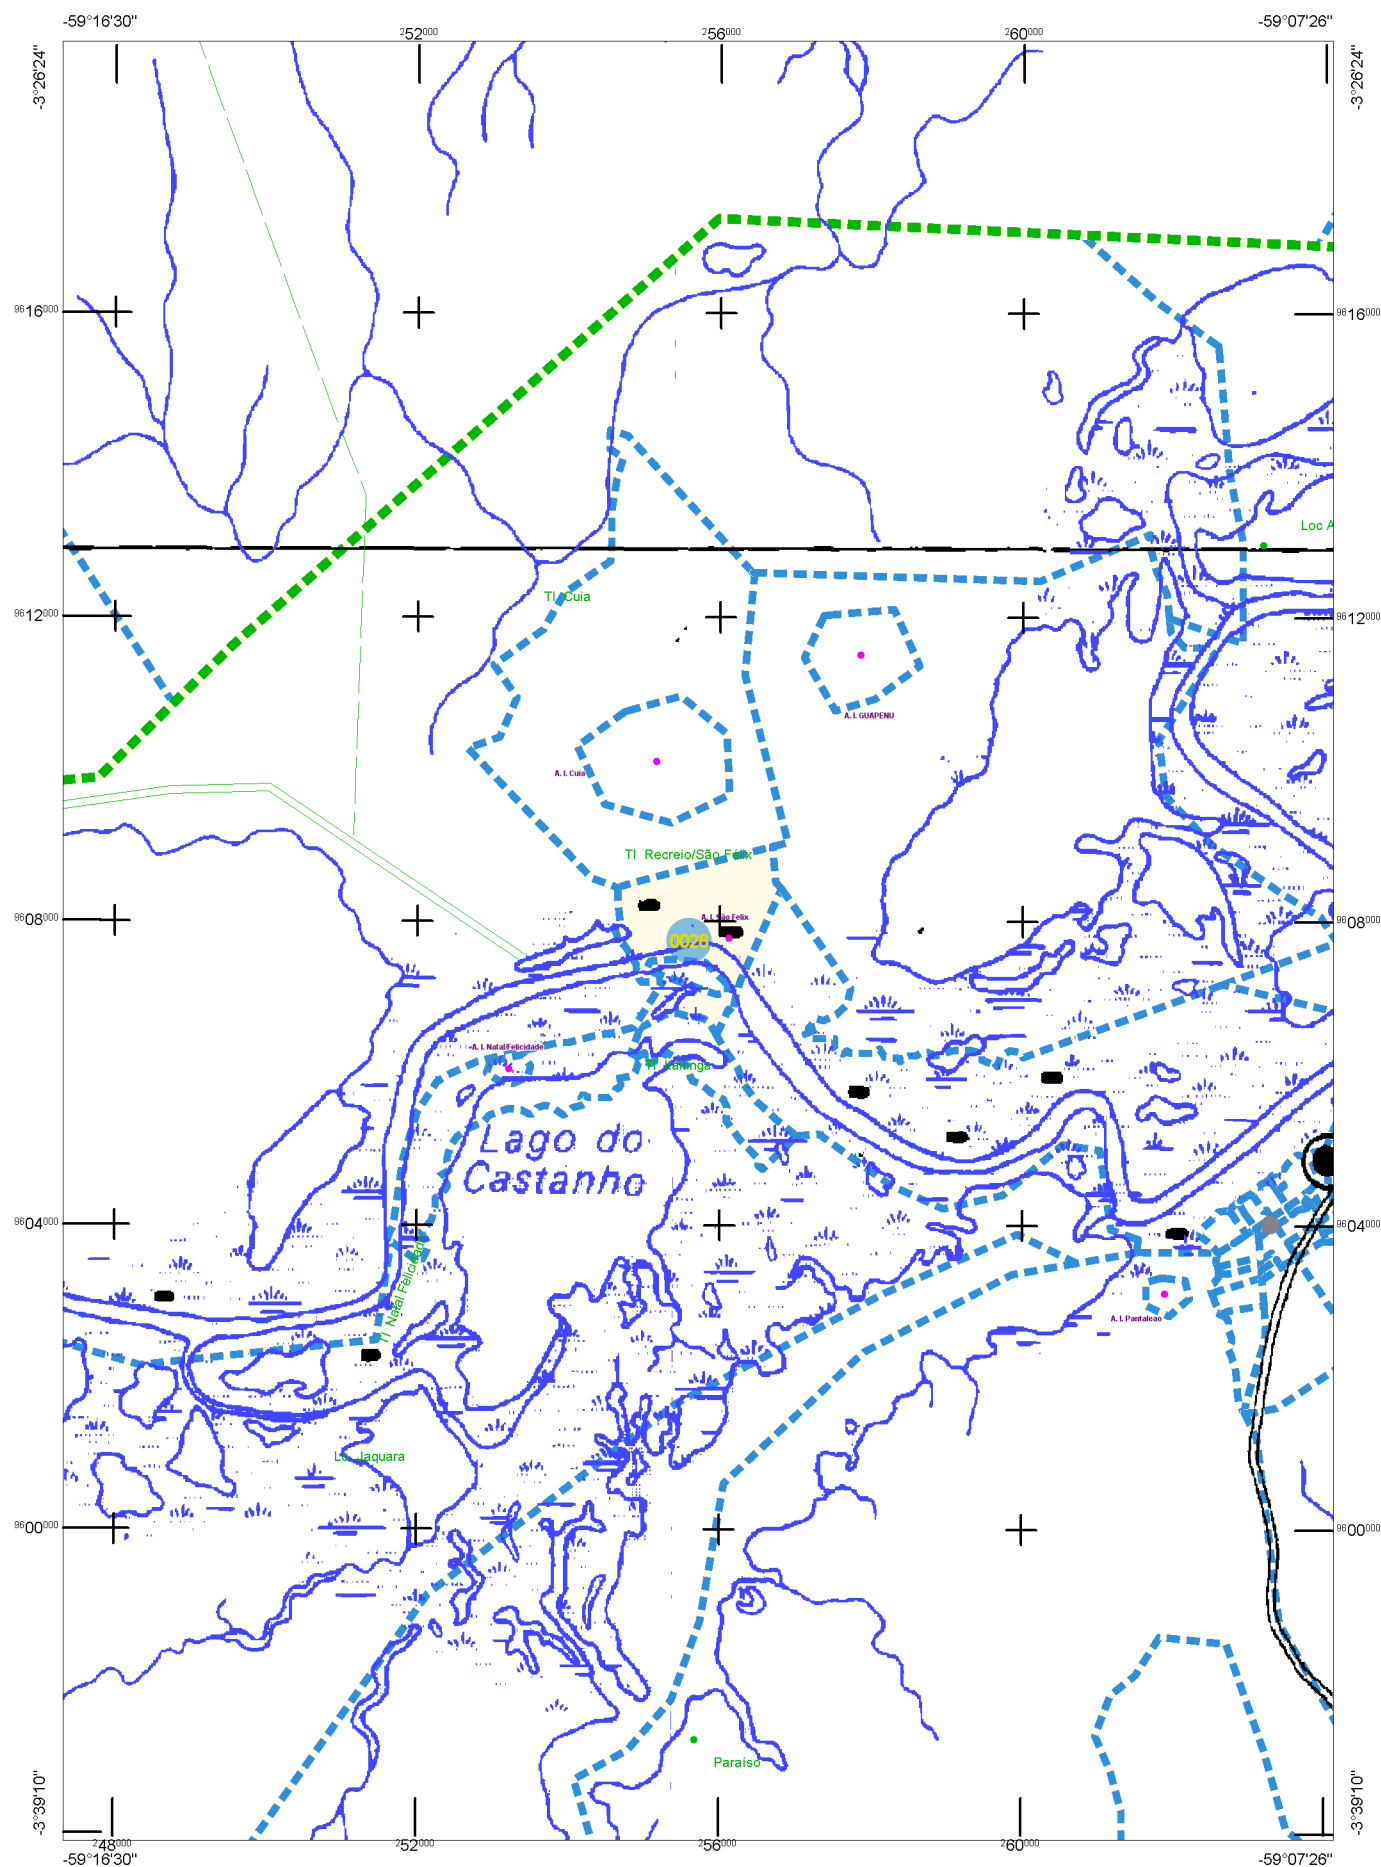 -59°16'30"
252000
256000
260000
-59°07'26"
-3°26'24"
-3°26'24"
9616000
9616000
Loc A
TI Cuia
9612000
9612000
A. I. GUAPENU
A. I. Cuia
TI Recreio/São Félix
9608000
A. I. São Felix
9608000
0028
A. I. Natal Felicidade
TI Itaitinga
Lago do
Castanho
9604000
9604000
TI Natal Felicidade
A. I. Pantaleao
Lc Jaquara
9600000
9600000
Paraíso
-3°39'10"
-3°39'10"
248000
252000
256000
260000
-59°16'30"
-59°07'26"